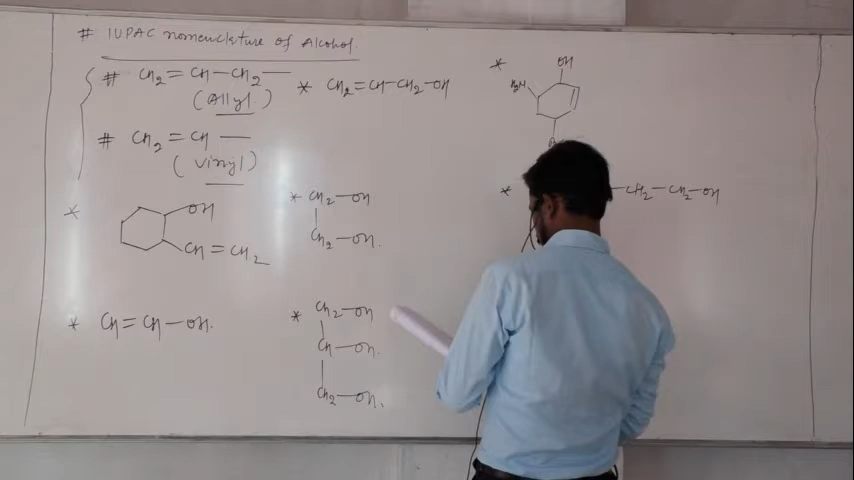 # IUPAC nomenclature of Alcohol.
# CH2=CH-CH2-
(Allyl)
* CH2=CH-CH2-OH
# CH2=CH-
(Vinyl)
*
OH
CH=CH2
* CH2-OH
CH2-OH.
* CH=CH-OH.
* CH2-OH
CH-OH.
CH2-OH.
*
OH
H2N
*
-CH2-CH2-OH